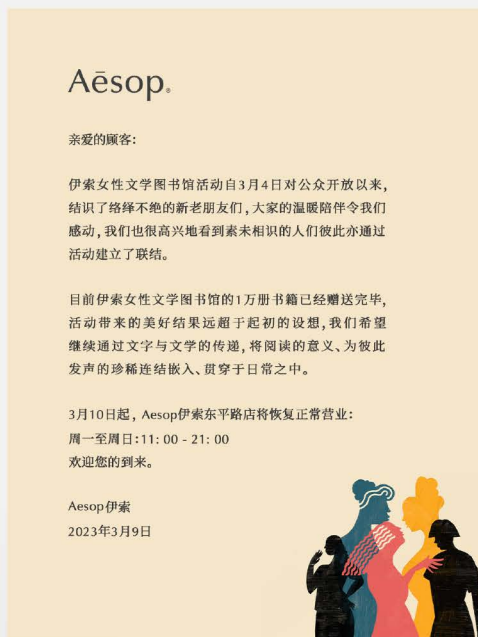 Aēsop®
亲爱的顾客：
伊索女性文学图书馆活动自3月4日对公众开放以来，
结识了络绎不绝的新老朋友们，大家的温暖陪伴令我们
感动，我们也很高兴地看到素未相识的人们彼此亦通过
活动建立了联结。
目前伊索女性文学图书馆的1万册书籍已经赠送完毕，
活动带来的美好结果远超于起初的设想，我们希望
继续通过文字与文学的传递，将阅读的意义、为彼此
发声的珍稀连结嵌入、贯穿于日常之中。
3月10日起，Aesop伊索东平路店将恢复正常营业：
周一至周日：11: 00 - 21: 00
欢迎您的到来。
Aesop伊索
2023年3月9日